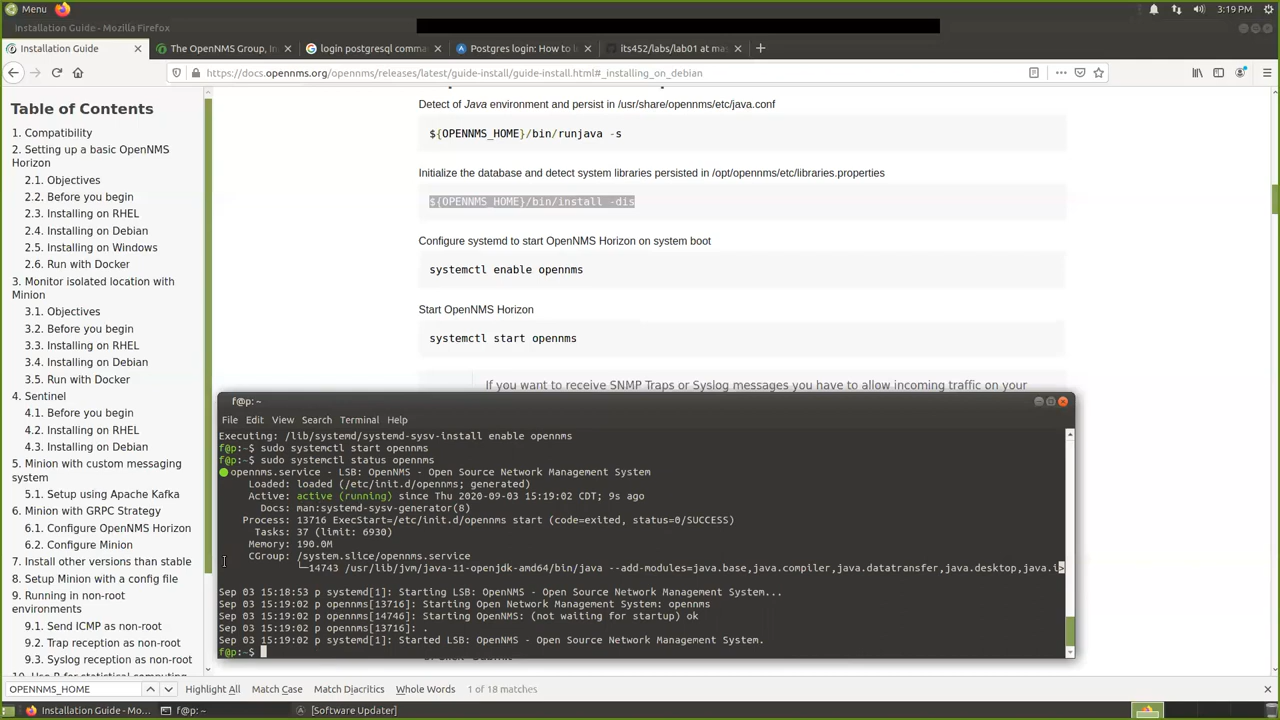 Menu
3:19 PM
Installation Guide - Mozilla Firefox
Installation Guide
The OpenNMS Group, In
login postgresql comma
Postgres login: How to l
its452/labs/lab01 at mas
https://docs.opennms.org/opennms/releases/latest/guide-install/guide-install.html#_installing_on_debian
Table of Contents
1. Compatibility
2. Setting up a basic OpenNMS
Horizon
2.1. Objectives
2.2. Before you begin
2.3. Installing on RHEL
2.4. Installing on Debian
2.5. Installing on Windows
2.6. Run with Docker
3. Monitor isolated location with
Minion
3.1. Objectives
3.2. Before you begin
3.3. Installing on RHEL
3.4. Installing on Debian
3.5. Run with Docker
4. Sentinel
4.1. Before you begin
4.2. Installing on RHEL
4.3. Installing on Debian
5. Minion with custom messaging
system
5.1. Setup using Apache Kafka
6. Minion with GRPC Strategy
6.1. Configure OpenNMS Horizon
6.2. Configure Minion
7. Install other versions than stable
8. Setup Minion with a config file
9. Running in non-root
environments
9.1. Send ICMP as non-root
9.2. Trap reception as non-root
9.3. Syslog reception as non-root
10. Use R for statistical computing
Detect of Java environment and persist in /usr/share/opennms/etc/java.conf
${OPENNMS_HOME}/bin/runjava -s
Initialize the database and detect system libraries persisted in /opt/opennms/etc/libraries.properties
${OPENNMS_HOME}/bin/install -dis
Configure systemd to start OpenNMS Horizon on system boot
systemctl enable opennms
Start OpenNMS Horizon
systemctl start opennms
If you want to receive SNMP Traps or Syslog messages you have to allow incoming traffic on your
f@p: ~
File Edit View Search Terminal Help
Executing: /lib/systemd/systemd-sysv-install enable opennms
f@p:~$ sudo systemctl start opennms
f@p:~$ sudo systemctl status opennms
opennms.service - LSB: OpenNMS - Open Source Network Management System
Loaded: loaded (/etc/init.d/opennms; generated)
Active: active (running) since Thu 2020-09-03 15:19:02 CDT; 9s ago
Docs: man:systemd-sysv-generator(8)
Process: 13716 ExecStart=/etc/init.d/opennms start (code=exited, status=0/SUCCESS)
Tasks: 37 (limit: 6930)
Memory: 190.0M
CGroup: /system.slice/opennms.service
└─14743 /usr/lib/jvm/java-11-openjdk-amd64/bin/java --add-modules=java.base,java.compiler,java.datatransfer,java.desktop,java.i>
Sep 03 15:18:53 p systemd[1]: Starting LSB: OpenNMS - Open Source Network Management System...
Sep 03 15:19:02 p opennms[13716]: Starting Open Network Management System: opennms
Sep 03 15:19:02 p opennms[14746]: Starting OpenNMS: (not waiting for startup) ok
Sep 03 15:19:02 p opennms[13716]: .
Sep 03 15:19:02 p systemd[1]: Started LSB: OpenNMS - Open Source Network Management System.
f@p:~$
OPENNMS_HOME
Highlight All Match Case Match Diacritics Whole Words 1 of 18 matches
Installation Guide - Mo...
f@p: ~
[Software Updater]